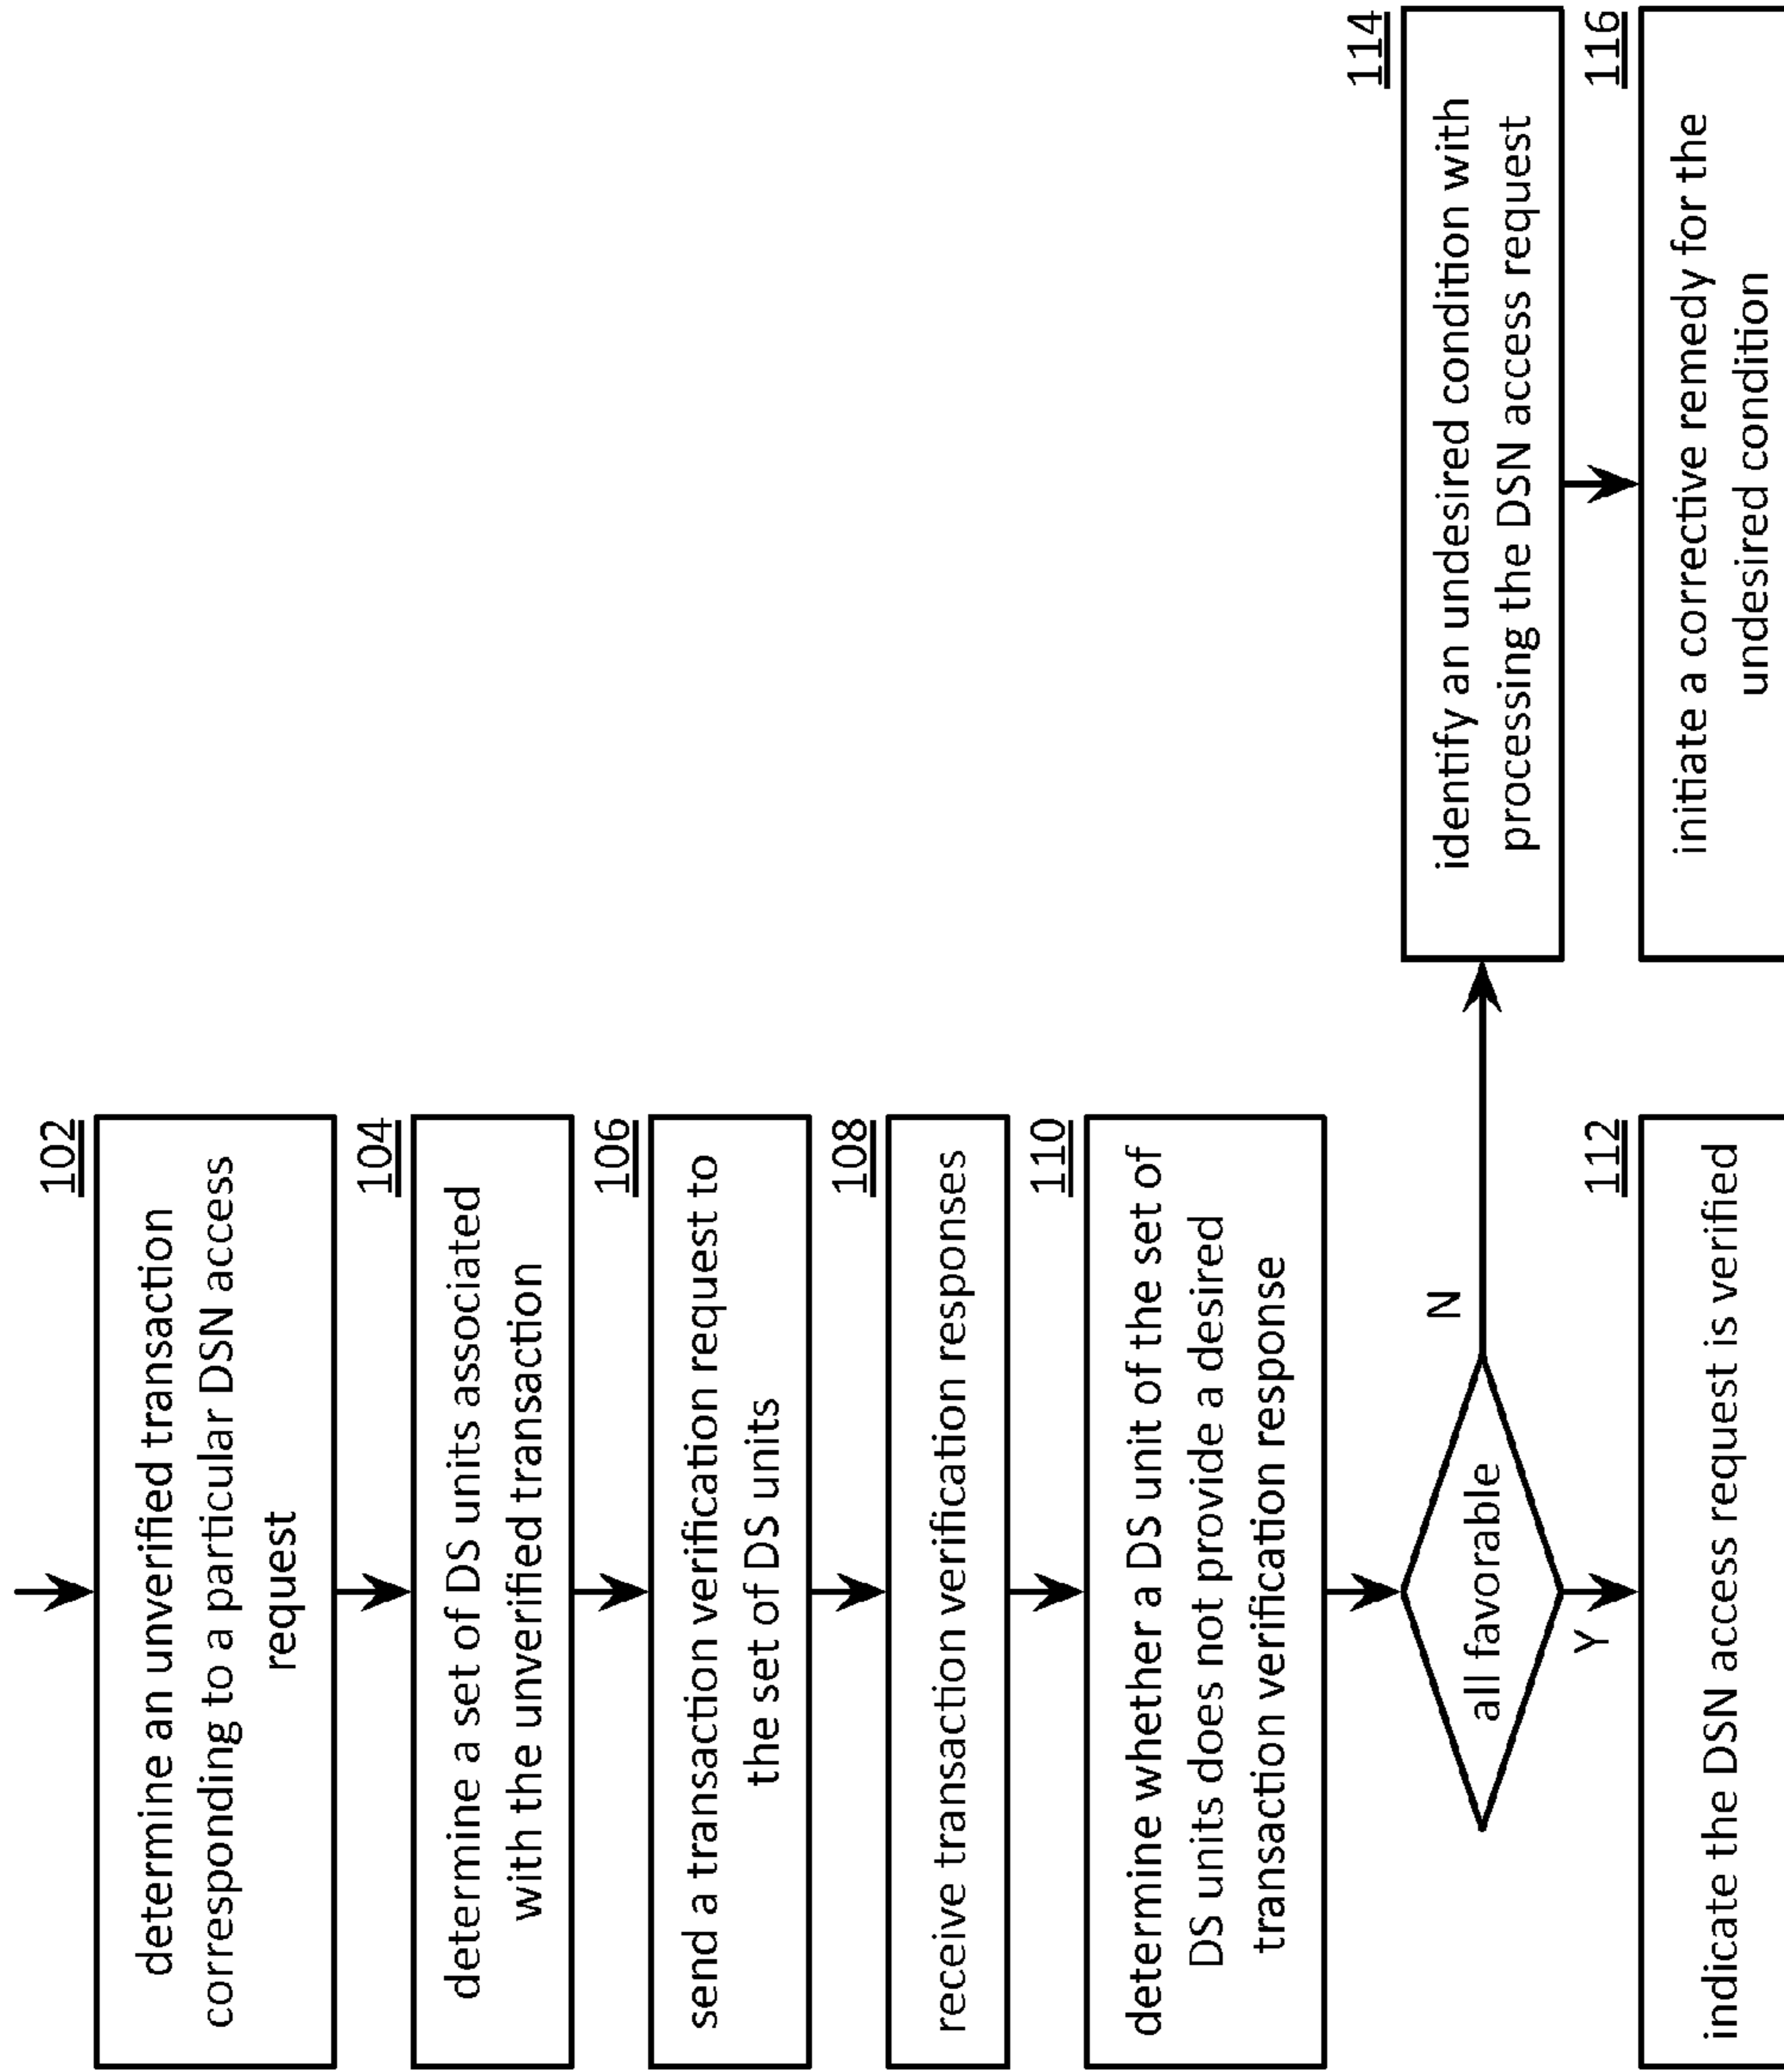 102
determine an unverified transaction
corresponding to a particular DSN access
request
104
determine a set of DS units associated
with the unverified transaction
106
send a transaction verification request to
the set of DS units
108
receive transaction verification responses
110
determine whether a DS unit of the set of
DS units does not provide a desired
transaction verification response
all favorable
N
Y
112
indicate the DSN access request is verified
114
identify an undesired condition with
processing the DSN access request
116
initiate a corrective remedy for the
undesired condition